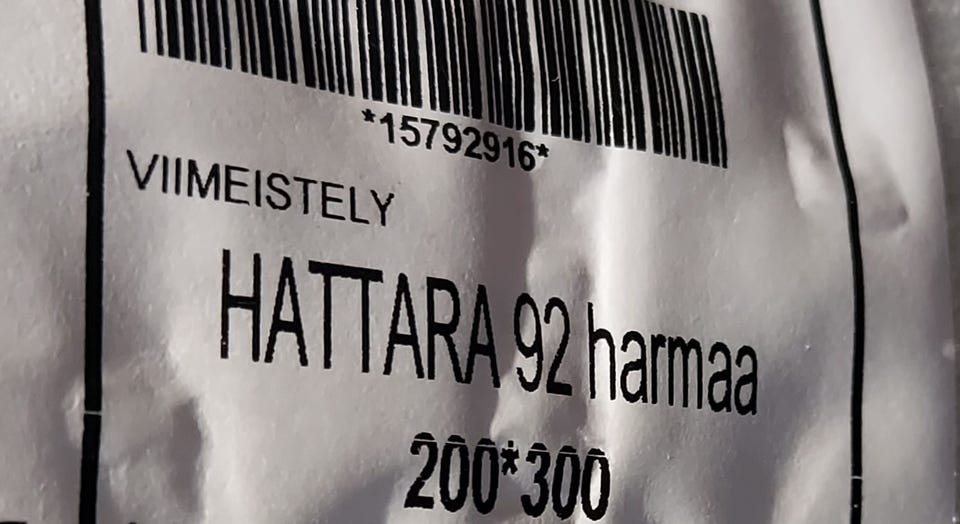 *15792916*
VIIMEISTELY
HATTARA 92 harmaa
200*300